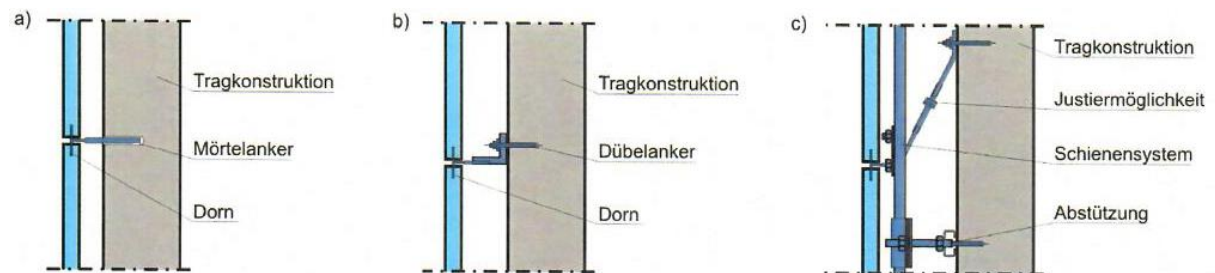 a)
Tragkonstruktion
Mörtelanker
Dorn
b)
Tragkonstruktion
Dübelanker
Dorn
c)
Tragkonstruktion
Justiermöglichkeit
Schienensystem
Abstützung